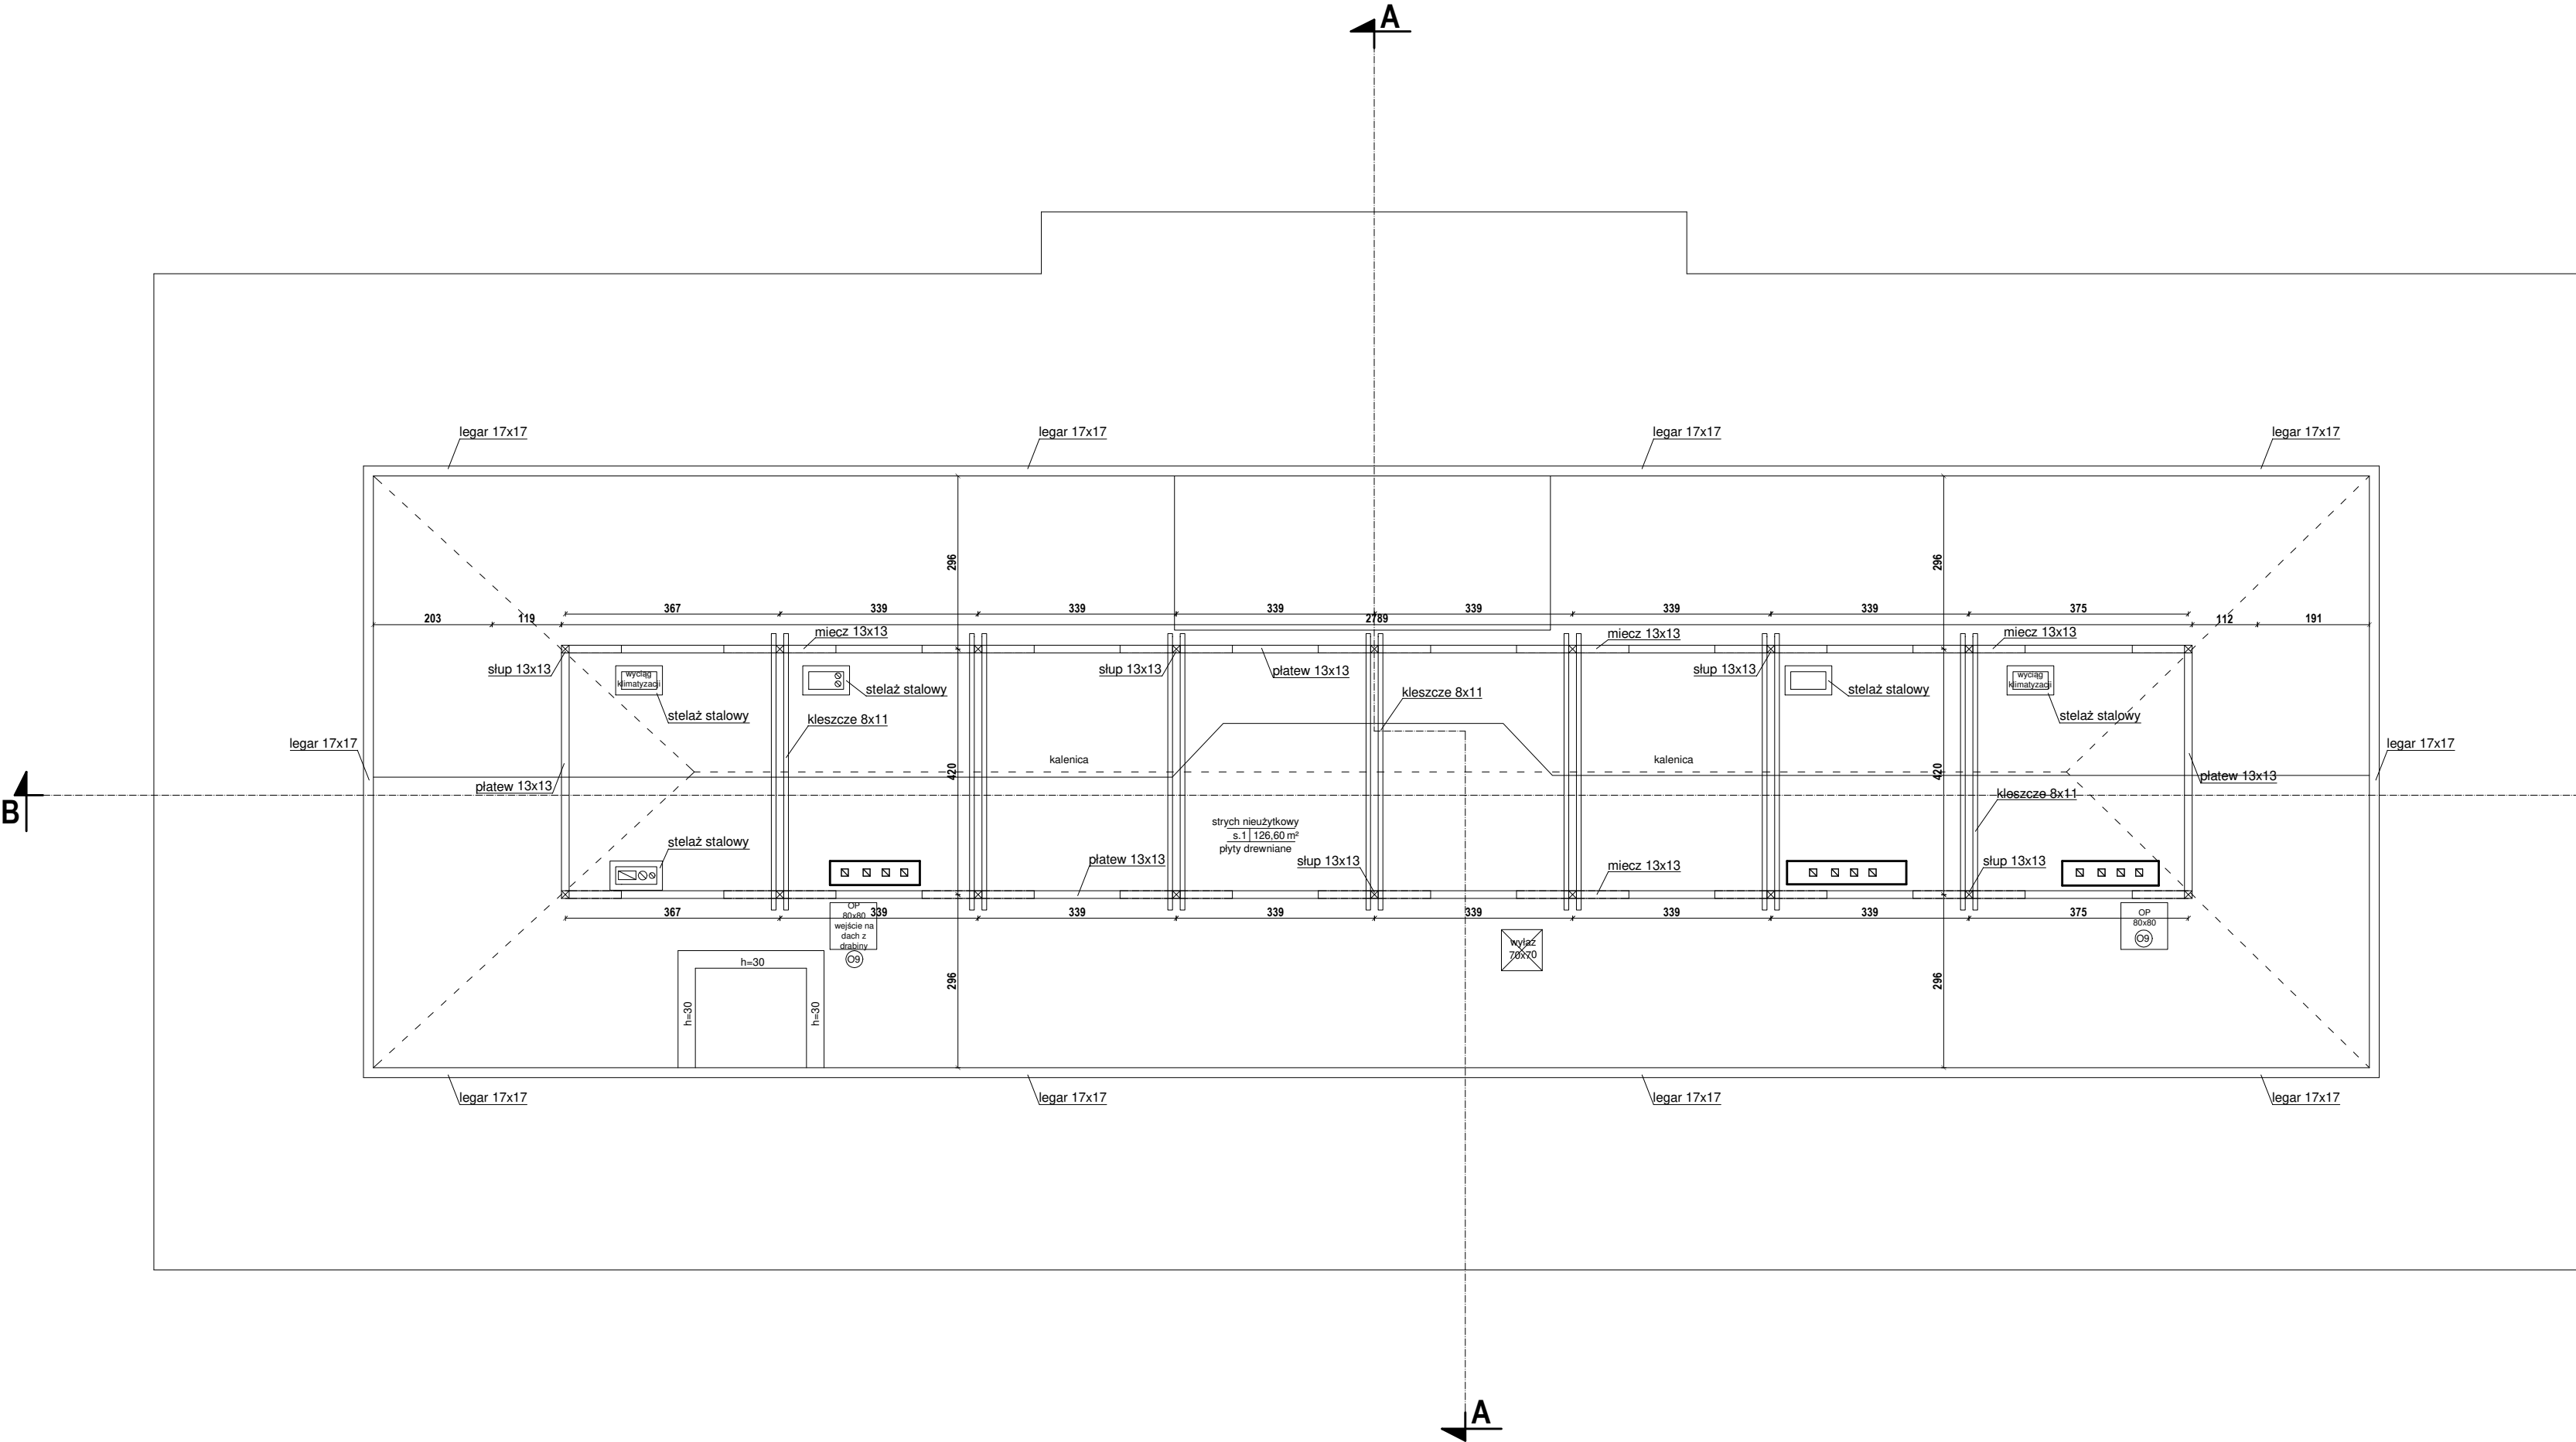 A
legar 17x17
legar 17x17
legar 17x17
legar 17x17
296
296
367
339
339
339
339
339
339
375
203
119
2789
112
191
miecz 13x13
miecz 13x13
miecz 13x13
słup 13x13
wyciąg
klimatyzacji
słup 13x13
płatew 13x13
słup 13x13
wyciąg
klimatyzacji
stelaż stalowy
stelaż stalowy
kleszcze 8x11
stelaż stalowy
kleszcze 8x11
stelaż stalowy
legar 17x17
legar 17x17
kalenica
kalenica
420
420
płatew 13x13
płatew 13x13
kleszcze 8x11
B
strych nieużytkowy
s.1 126,60 m²
płyty drewniane
stelaż stalowy
płatew 13x13
słup 13x13
miecz 13x13
słup 13x13
367
339
339
339
339
339
339
375
OP
80x80
wejście na
dach z
drabiny
O9
OP
80x80
O9
wyłaz
70x70
h=30
h=30
h=30
296
296
legar 17x17
legar 17x17
legar 17x17
legar 17x17
A